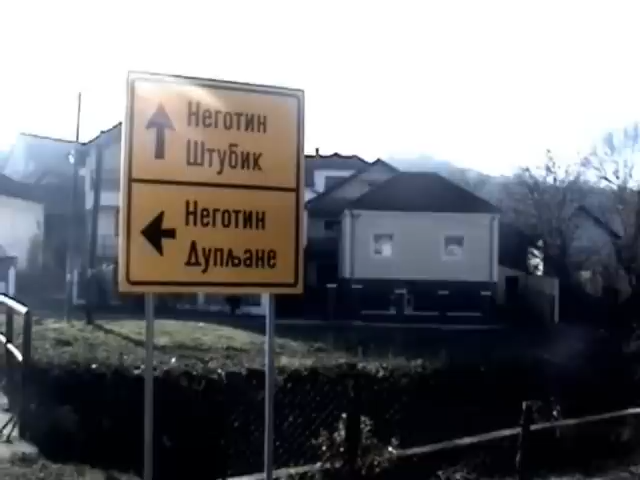 Неготин
Штубик
Неготин
Дупљане